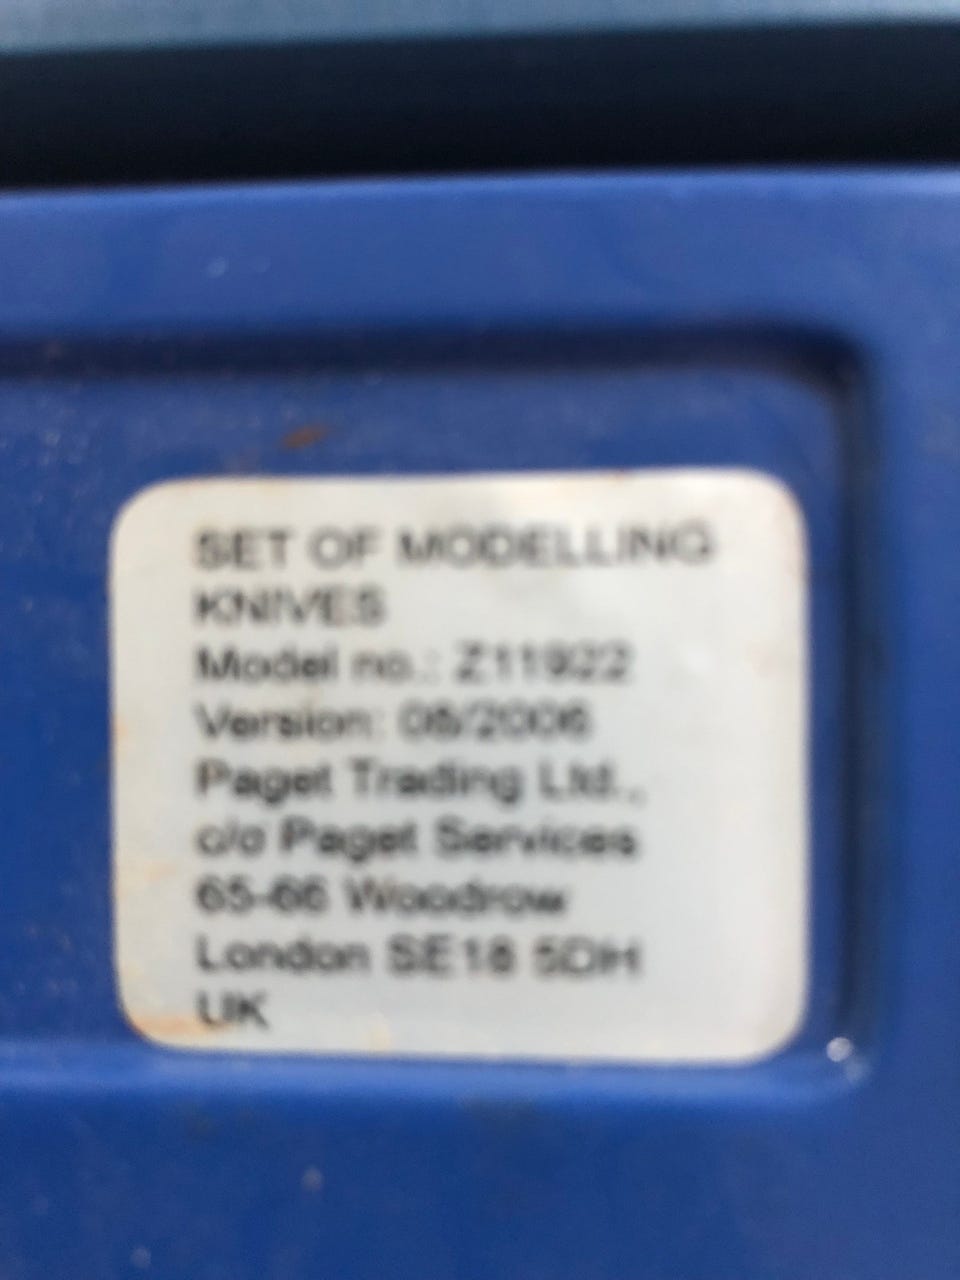 SET OF MODELLING
KNIVES
Model no.: Z11922
Version: 08/2006
Paget Trading Ltd.,
c/o Paget Services
65-66 Woodrow
London SE18 5DH
UK